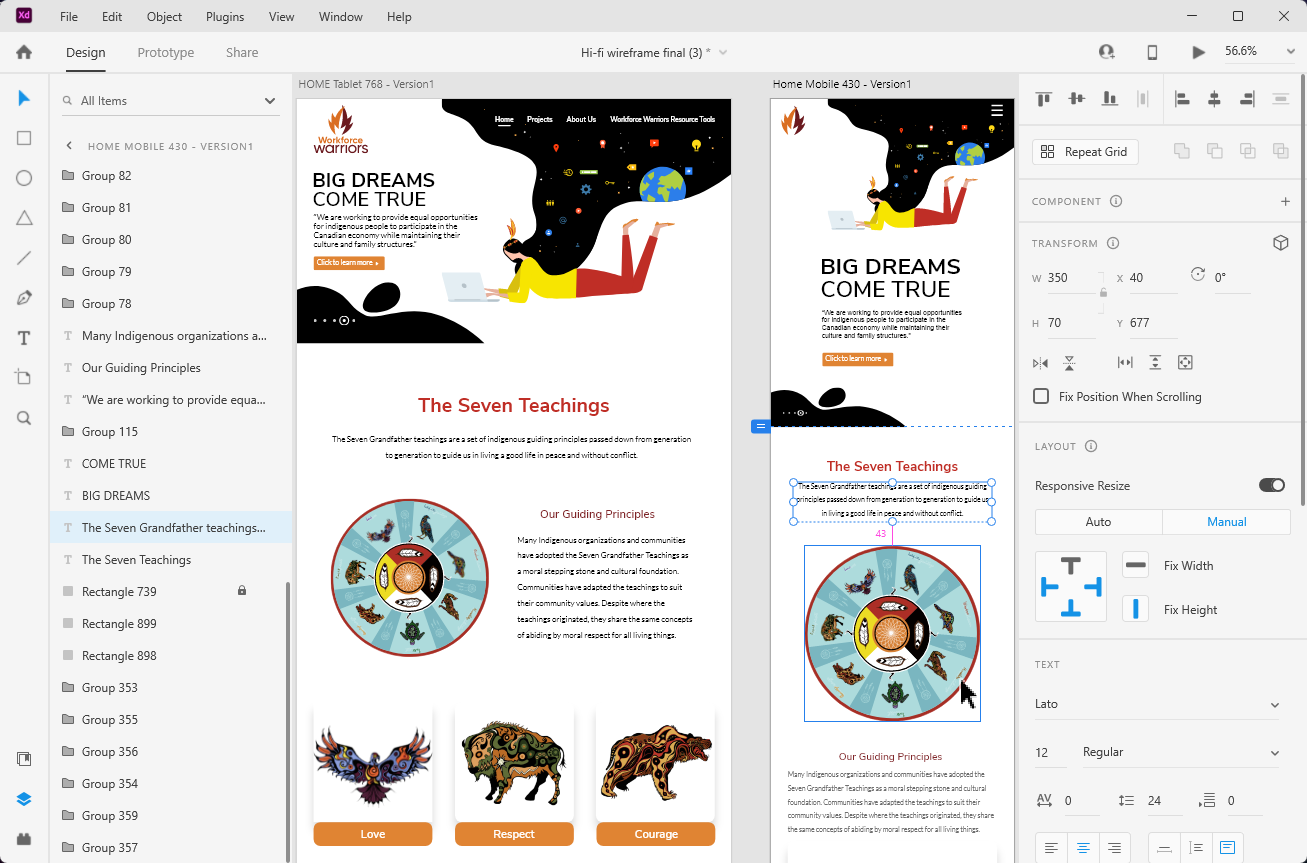 Xd File Edit Object Plugins View Window Help
Design Prototype Share
Hi-fi wireframe final (3) *
56.6%
All Items
HOME MOBILE 430 - VERSION1
Group 82
Group 81
Group 80
Group 79
Group 78
T Many Indigenous organizations a...
T Our Guiding Principles
T “We are working to provide equa...
Group 115
T COME TRUE
T BIG DREAMS
T The Seven Grandfather teachings...
T The Seven Teachings
Rectangle 739
Rectangle 899
Rectangle 898
Group 353
Group 355
Group 356
Group 354
Group 359
Group 357
HOME Tablet 768 - Version1
Workforce
warriors
Home Projects About Us Workforce Warriors Resource Tools
BIG DREAMS
COME TRUE
“We are working to provide equal opportunities
for indigenous people to participate in the
Canadian economy while maintaining their
culture and family structures.”
Click to learn more
The Seven Teachings
The Seven Grandfather teachings are a set of indigenous guiding principles passed down from generation
to generation to guide us in living a good life in peace and without conflict.
Our Guiding Principles
Many Indigenous organizations and communities
have adopted the Seven Grandfather Teachings as
a moral stepping stone and cultural foundation.
Communities have adapted the teachings to suit
their community values. Despite where the
teachings originated, they share the same concepts
of abiding by moral respect for all living things.
Love
Respect
Courage
Home Mobile 430 - Version1
BIG DREAMS
COME TRUE
“We are working to provide equal opportunities
for indigenous people to participate in the
Canadian economy while maintaining their
culture and family structures.”
Click to learn more
The Seven Teachings
The Seven Grandfather teachings are a set of indigenous guiding
principles passed down from generation to generation to guide us
in living a good life in peace and without conflict.
43
Our Guiding Principles
Many Indigenous organizations and communities have adopted the
Seven Grandfather Teachings as a moral stepping stone and cultural
foundation. Communities have adapted the teachings to suit their
community values. Despite where the teachings originated, they share
the same concepts of abiding by moral respect for all living things.
Repeat Grid
COMPONENT
TRANSFORM
W 350 X 40 0°
H 70 Y 677
Fix Position When Scrolling
LAYOUT
Responsive Resize
Auto Manual
Fix Width
Fix Height
TEXT
Lato
12 Regular
AV 0 24 0